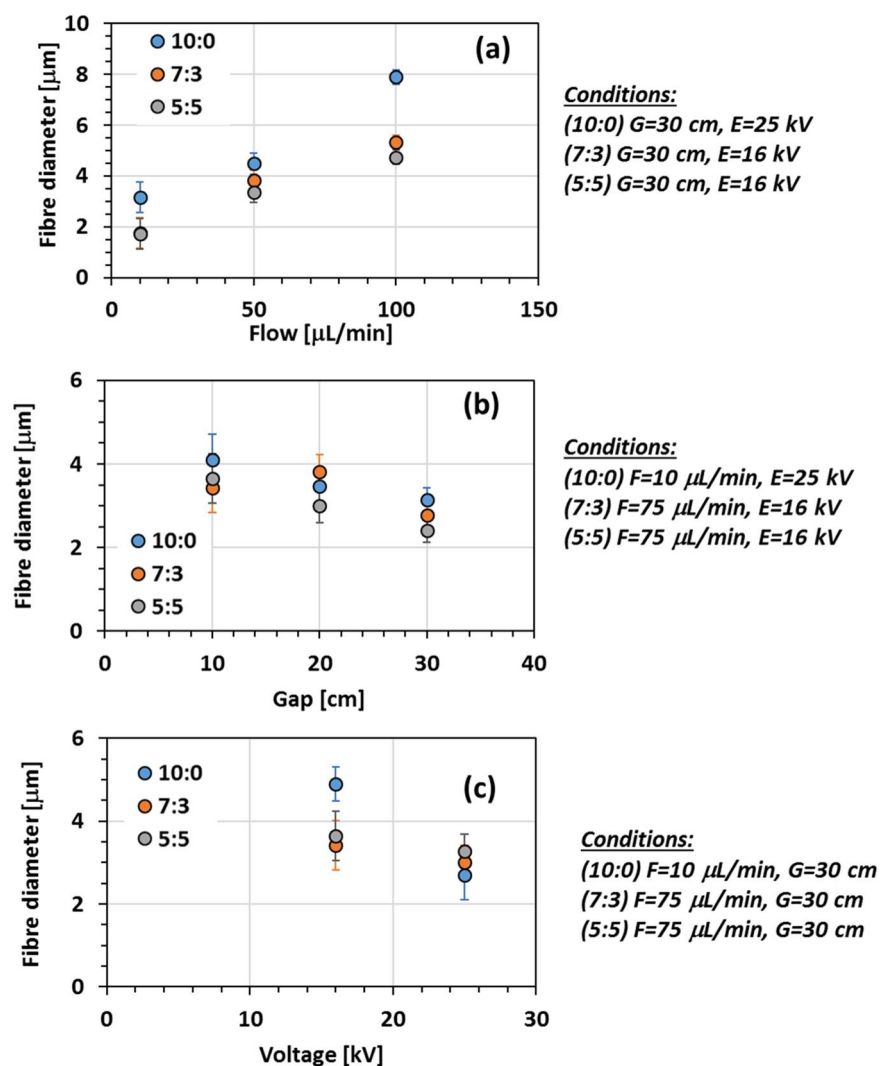 Fibre diameter [µm]
10
8
6
4
2
0
10:0
7:3
5:5
(a)
0
50
100
150
Flow [µL/min]
Conditions:
(10:0) G=30 cm, E=25 kV
(7:3) G=30 cm, E=16 kV
(5:5) G=30 cm, E=16 kV
Fibre diameter [µm]
6
4
2
0
(b)
10:0
7:3
5:5
0
10
20
30
40
Gap [cm]
Conditions:
(10:0) F=10 µL/min, E=25 kV
(7:3) F=75 µL/min, E=16 kV
(5:5) F=75 µL/min, E=16 kV
Fibre diameter [µm]
6
4
2
0
10:0
7:3
5:5
(c)
0
10
20
30
Voltage [kV]
Conditions:
(10:0) F=10 µL/min, G=30 cm
(7:3) F=75 µL/min, G=30 cm
(5:5) F=75 µL/min, G=30 cm